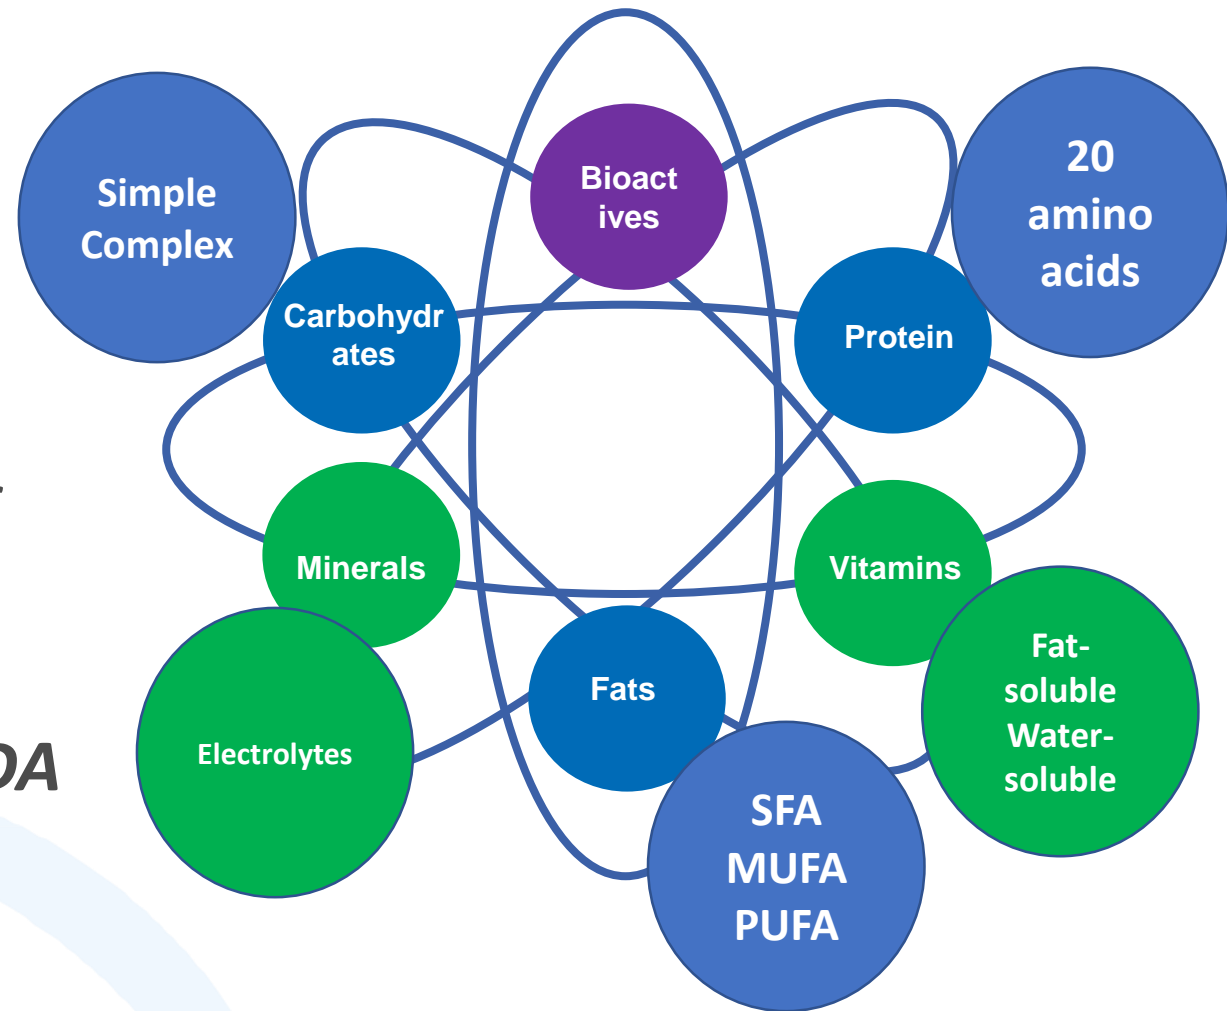 Bioact
ives
20
amino
acids
Simple
Complex
Carbohydr
ates
Protein
Minerals
Vitamins
Fats
Fat-
soluble
Water-
soluble
Electrolytes
DA
SFA
MUFA
PUFA